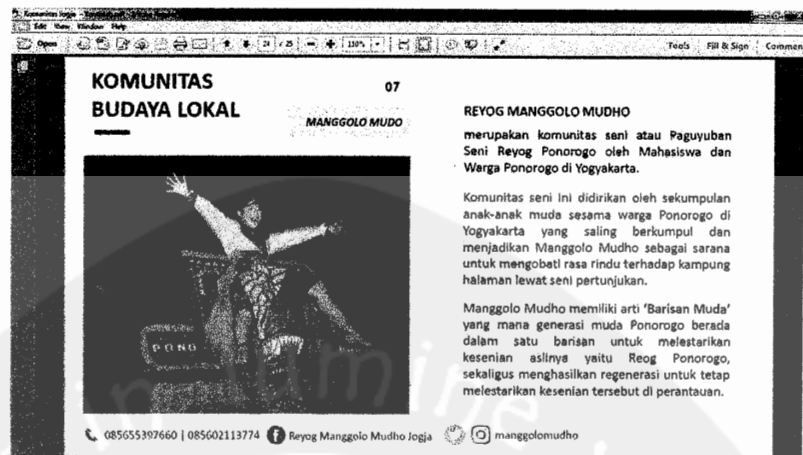 Edit View Window Help
Open 24 / 25 110% Tools Fill & Sign Commen
KOMUNITAS
BUDAYA LOKAL
07
MANGGOLO MUDO
PONO
REYOG MANGGOLO MUDHO
merupakan komunitas seni atau Paguyuban
Seni Reyog Ponorogo oleh Mahasiswa dan
Warga Ponorogo di Yogyakarta.
Komunitas seni ini didirikan oleh sekumpulan
anak-anak muda sesama warga Ponorogo di
Yogyakarta yang saling berkumpul dan
menjadikan Manggolo Mudho sebagai sarana
untuk mengobati rasa rindu terhadap kampung
halaman lewat seni pertunjukan.
Manggolo Mudho memiliki arti 'Barisan Muda'
yang mana generasi muda Ponorogo berada
dalam satu barisan untuk melestarikan
kesenian aslinya yaitu Reog Ponorogo,
sekaligus menghasilkan regenerasi untuk tetap
melestarikan kesenian tersebut di perantauan.
085655397660 | 085602113774 Reyog Manggolo Mudho Jogja manggolomudho
in lumine